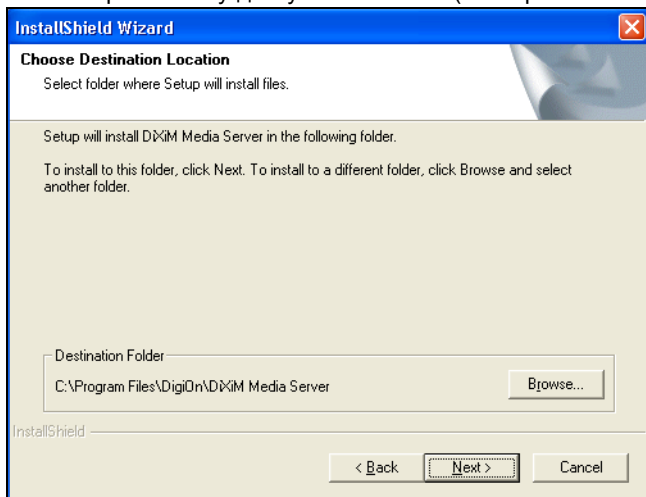 InstallShield Wizard
Choose Destination Location
Select folder where Setup will install files.
Setup will install DiXiM Media Server in the following folder.
To install to this folder, click Next. To install to a different folder, click Browse and select
another folder.
Destination Folder
C:\Program Files\DigiOn\DiXiM Media Server
Browse...
InstallShield
< Back
Next >
Cancel